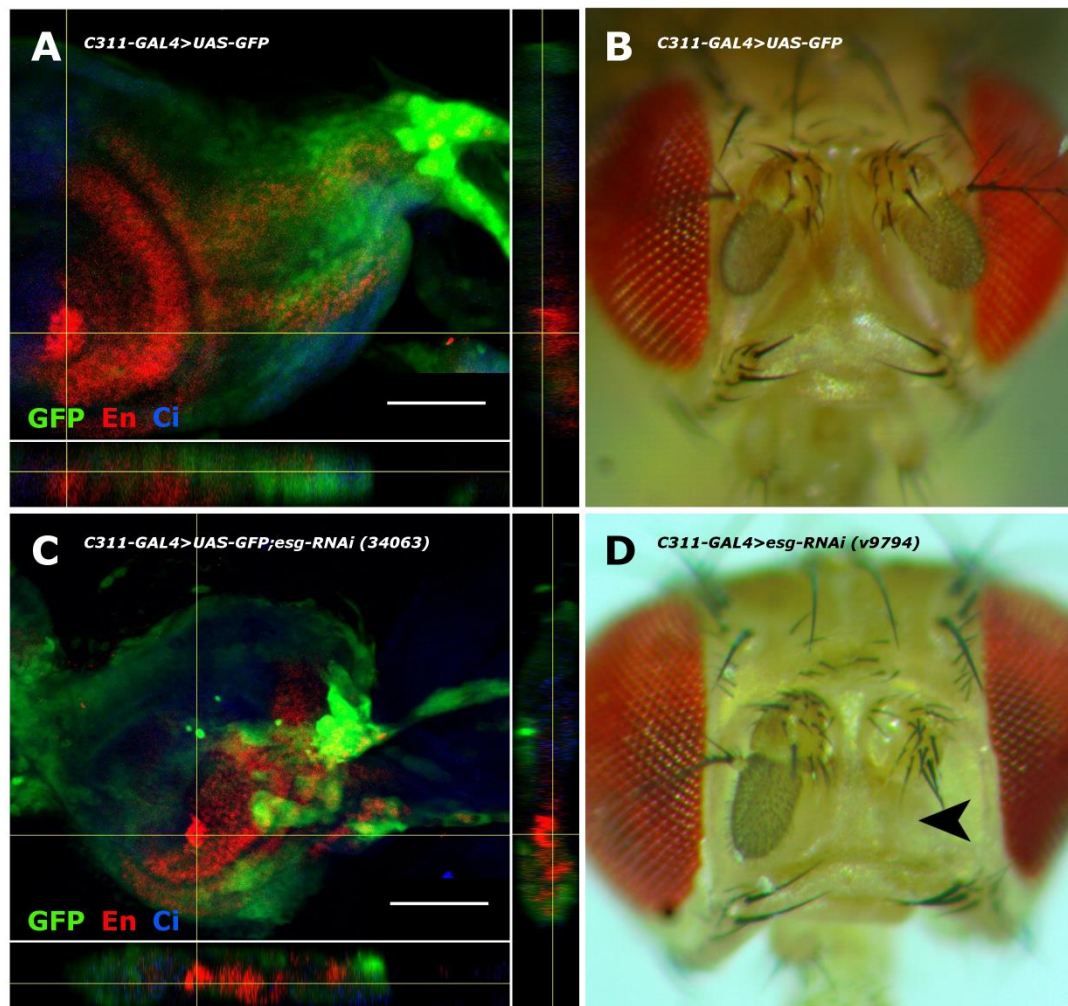 A C311-GAL4>UAS-GFP
GFP En Ci
B C311-GAL4>UAS-GFP
C C311-GAL4>UAS-GFP;esg-RNAi (34063)
GFP En Ci
D C311-GAL4>esg-RNAi (v9794)